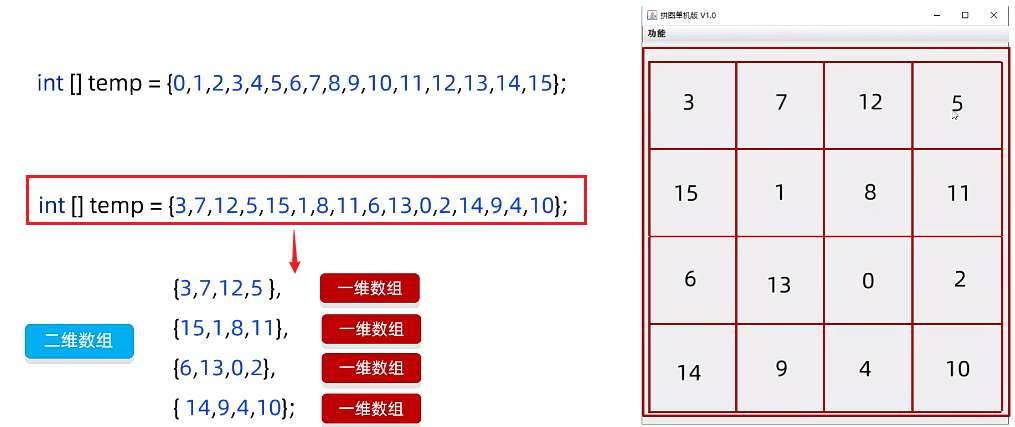 int [] temp = {0,1,2,3,4,5,6,7,8,9,10,11,12,13,14,15};
int [] temp = {3,7,12,5,15,1,8,11,6,13,0,2,14,9,4,10};
二维数组
{3,7,12,5 }, 一维数组
{15,1,8,11}, 一维数组
{6,13,0,2}, 一维数组
{ 14,9,4,10}; 一维数组
拼图单机版 V1.0
功能
3 7 12 5
15 1 8 11
6 13 0 2
14 9 4 10